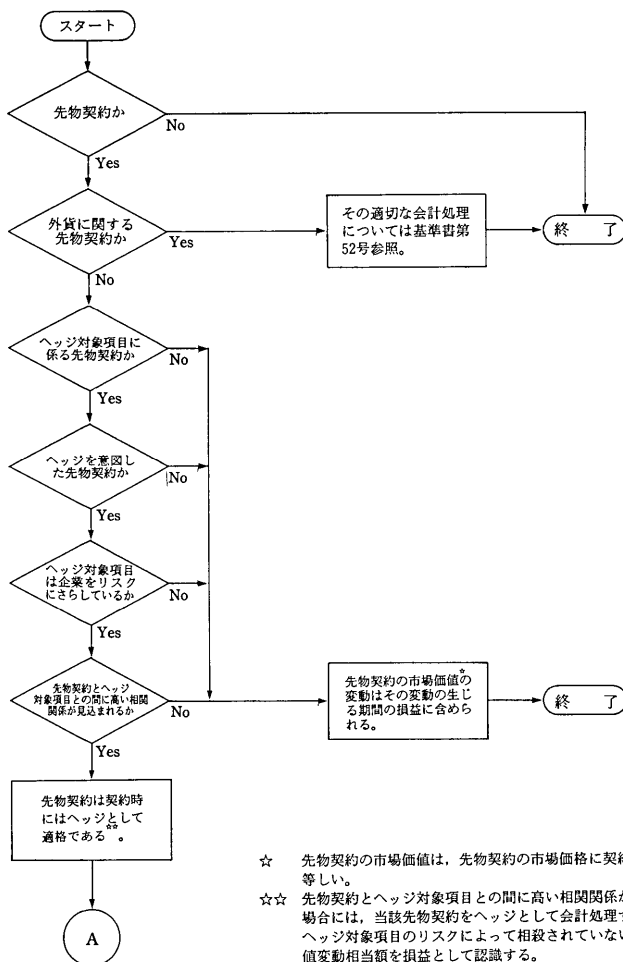 スタート
先物契約か
No
Yes
外貨に関する
先物契約か
Yes
No
その適切な会計処理
については基準書第
52号参照。
終 了
ヘッジ対象項目に
係る先物契約か
No
Yes
ヘッジを意図し
た先物契約か
No
Yes
ヘッジ対象項目
は企業をリスク
にさらしているか
No
Yes
先物契約とヘッジ
対象項目との間に高い相関
関係が見込まれるか
No
Yes
先物契約の市場価値☆の
変動はその変動の生じ
る期間の損益に含めら
れる。
終 了
先物契約は契約時
にはヘッジとして
適格である☆☆。
A
☆ 先物契約の市場価値は,先物契約の市場価格に契約
等しい。
☆☆ 先物契約とヘッジ対象項目との間に高い相関関係が
場合には,当該先物契約をヘッジとして会計処理す
ヘッジ対象項目のリスクによって相殺されていない
値変動相当額を損益として認識する。